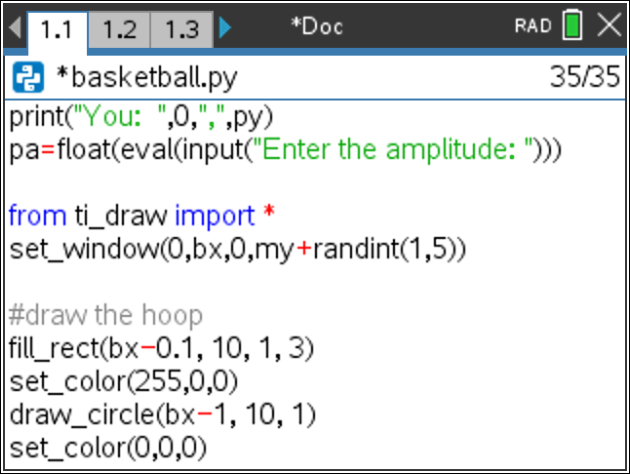 1.1 1.2 1.3 *Doc RAD
*basketball.py 35/35
print("You:  ",0,",",py)
pa=float(eval(input("Enter the amplitude: ")))
from ti_draw import *
set_window(0,bx,0,my+randint(1,5))
#draw the hoop
fill_rect(bx-0.1, 10, 1, 3)
set_color(255,0,0)
draw_circle(bx-1, 10, 1)
set_color(0,0,0)